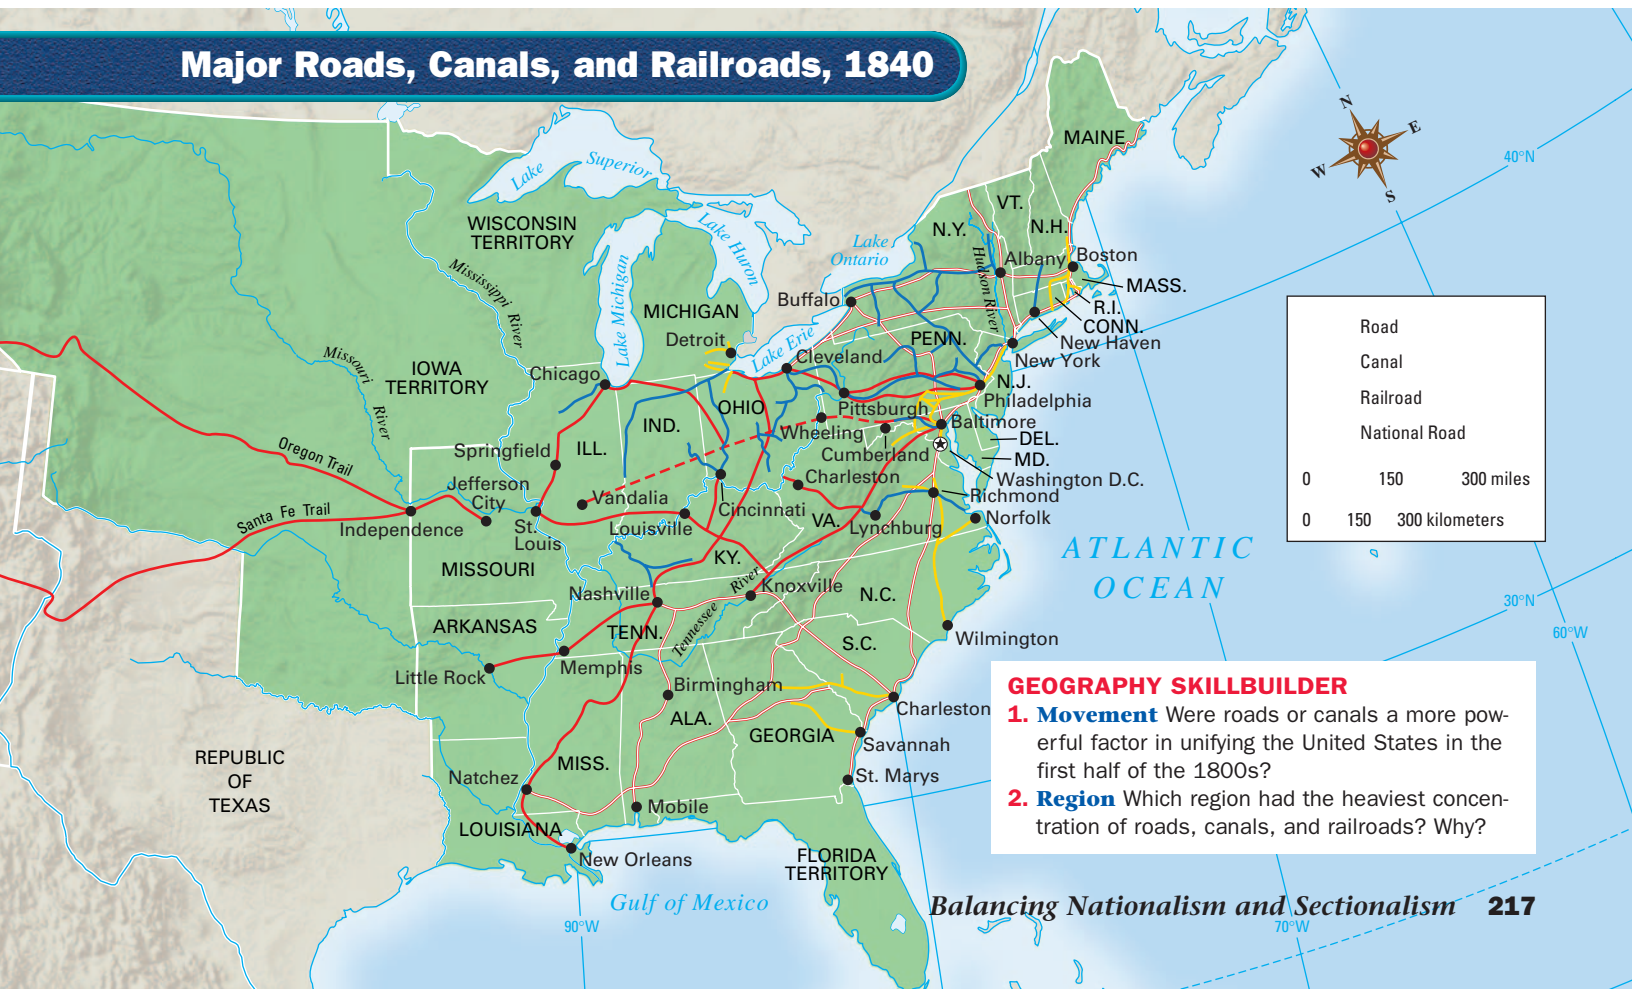 Major Roads, Canals, and Railroads, 1840
N
E
W
S
40°N
MAINE
Lake
Superior
VT.
N.H.
N.Y.
WISCONSIN
TERRITORY
Lake Huron
Lake
Ontario
Hudson River
Albany
Boston
MASS.
Mississippi
River
Lake Michigan
MICHIGAN
Buffalo
R.I.
CONN.
New Haven
New York
Detroit
Lake Erie
PENN.
Cleveland
Missouri
River
IOWA
TERRITORY
Chicago
N.J.
Philadelphia
OHIO
Pittsburgh
IND.
Wheeling
Baltimore
DEL.
MD.
Cumberland
Washington D.C.
Oregon Trail
Springfield
ILL.
Jefferson
City
Vandalia
Charleston
Richmond
Norfolk
Santa Fe Trail
Independence
St.
Louis
Louisville
Cincinnati
VA.
Lynchburg
MISSOURI
KY.
Nashville
River
Tennessee
Knoxville
N.C.
ARKANSAS
TENN.
S.C.
Wilmington
Little Rock
Memphis
Birmingham
ALA.
Charleston
GEORGIA
Savannah
REPUBLIC
OF
TEXAS
Natchez
MISS.
St. Marys
Mobile
LOUISIANA
New Orleans
FLORIDA
TERRITORY
Gulf of Mexico
ATLANTIC
OCEAN
30°N
60°W
90°W
70°W
Road
Canal
Railroad
National Road
0 150 300 miles
0 150 300 kilometers
GEOGRAPHY SKILLBUILDER
1. Movement Were roads or canals a more pow-
erful factor in unifying the United States in the
first half of the 1800s?
2. Region Which region had the heaviest concen-
tration of roads, canals, and railroads? Why?
Balancing Nationalism and Sectionalism 217